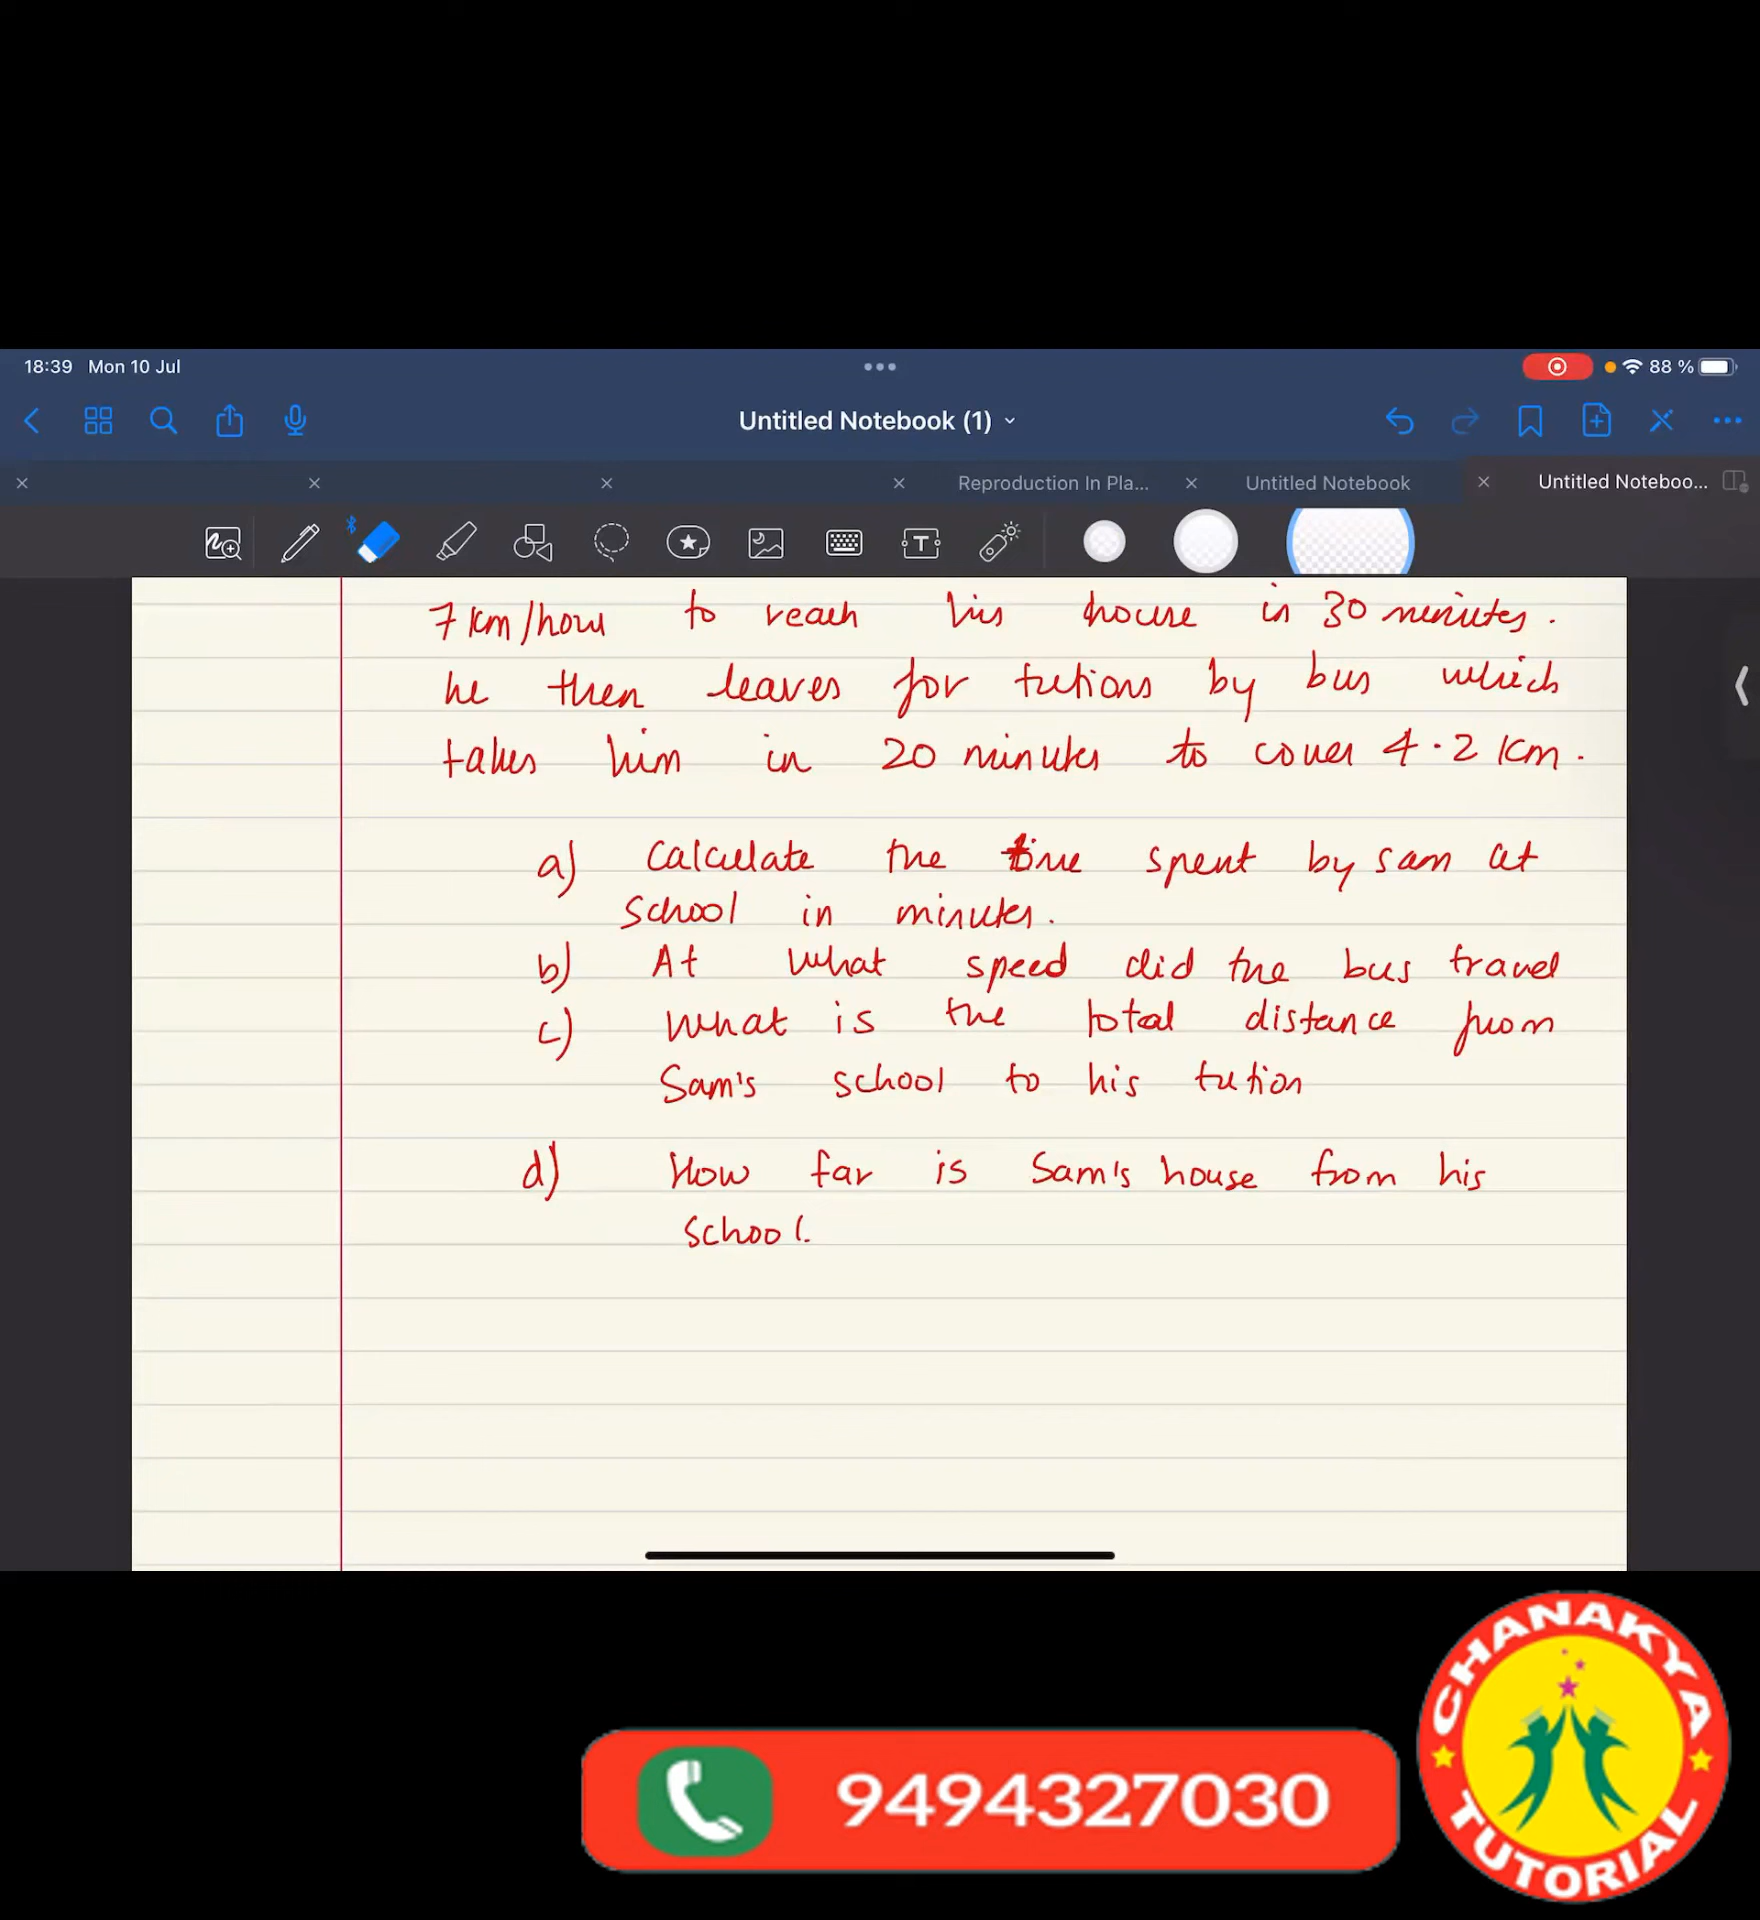 18:39 Mon 10 Jul
88 %
Untitled Notebook (1)
Reproduction In Pla...
Untitled Notebook
Untitled Noteboo...
7 km/hour to reach his house in 30 minutes.
he then leaves for tutions by bus which
takes him in 20 minutes to cover 4.2 km.
a) Calculate the time spent by sam at
school in minutes.
b) At what speed did the bus travel
c) What is the total distance from
Sam's school to his tution
d) How far is Sam's house from his
school.
9494327030
CHANAKYA
TUTORIAL